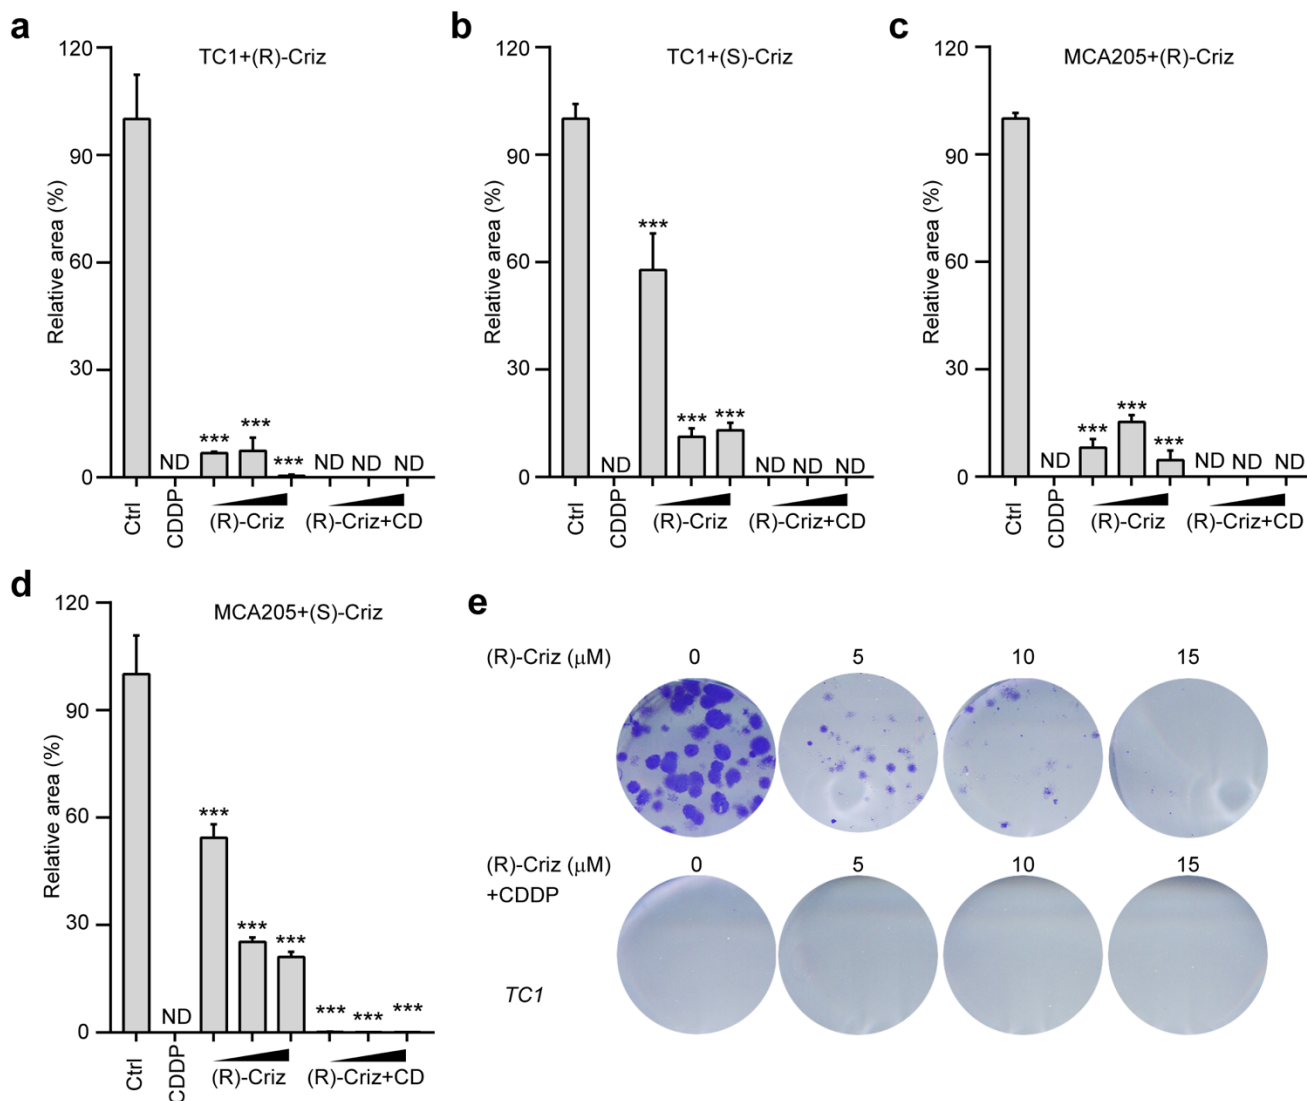 a
TC1+(R)-Criz
Relative area (%)
120
90
60
30
0
ND
***
***
***
ND ND ND
Ctrl
CDDP
(R)-Criz
(R)-Criz+CD
b
TC1+(S)-Criz
Relative area (%)
120
90
60
30
0
ND
***
***
***
ND ND ND
Ctrl
CDDP
(R)-Criz
(R)-Criz+CD
c
MCA205+(R)-Criz
Relative area (%)
120
90
60
30
0
ND
***
***
***
ND ND ND
Ctrl
CDDP
(R)-Criz
(R)-Criz+CD
d
MCA205+(S)-Criz
Relative area (%)
120
90
60
30
0
ND
***
***
***
*** *** ***
Ctrl
CDDP
(R)-Criz
(R)-Criz+CD
e
(R)-Criz (μM) 0 5 10 15
(R)-Criz (μM) 0 5 10 15
+CDDP
TC1